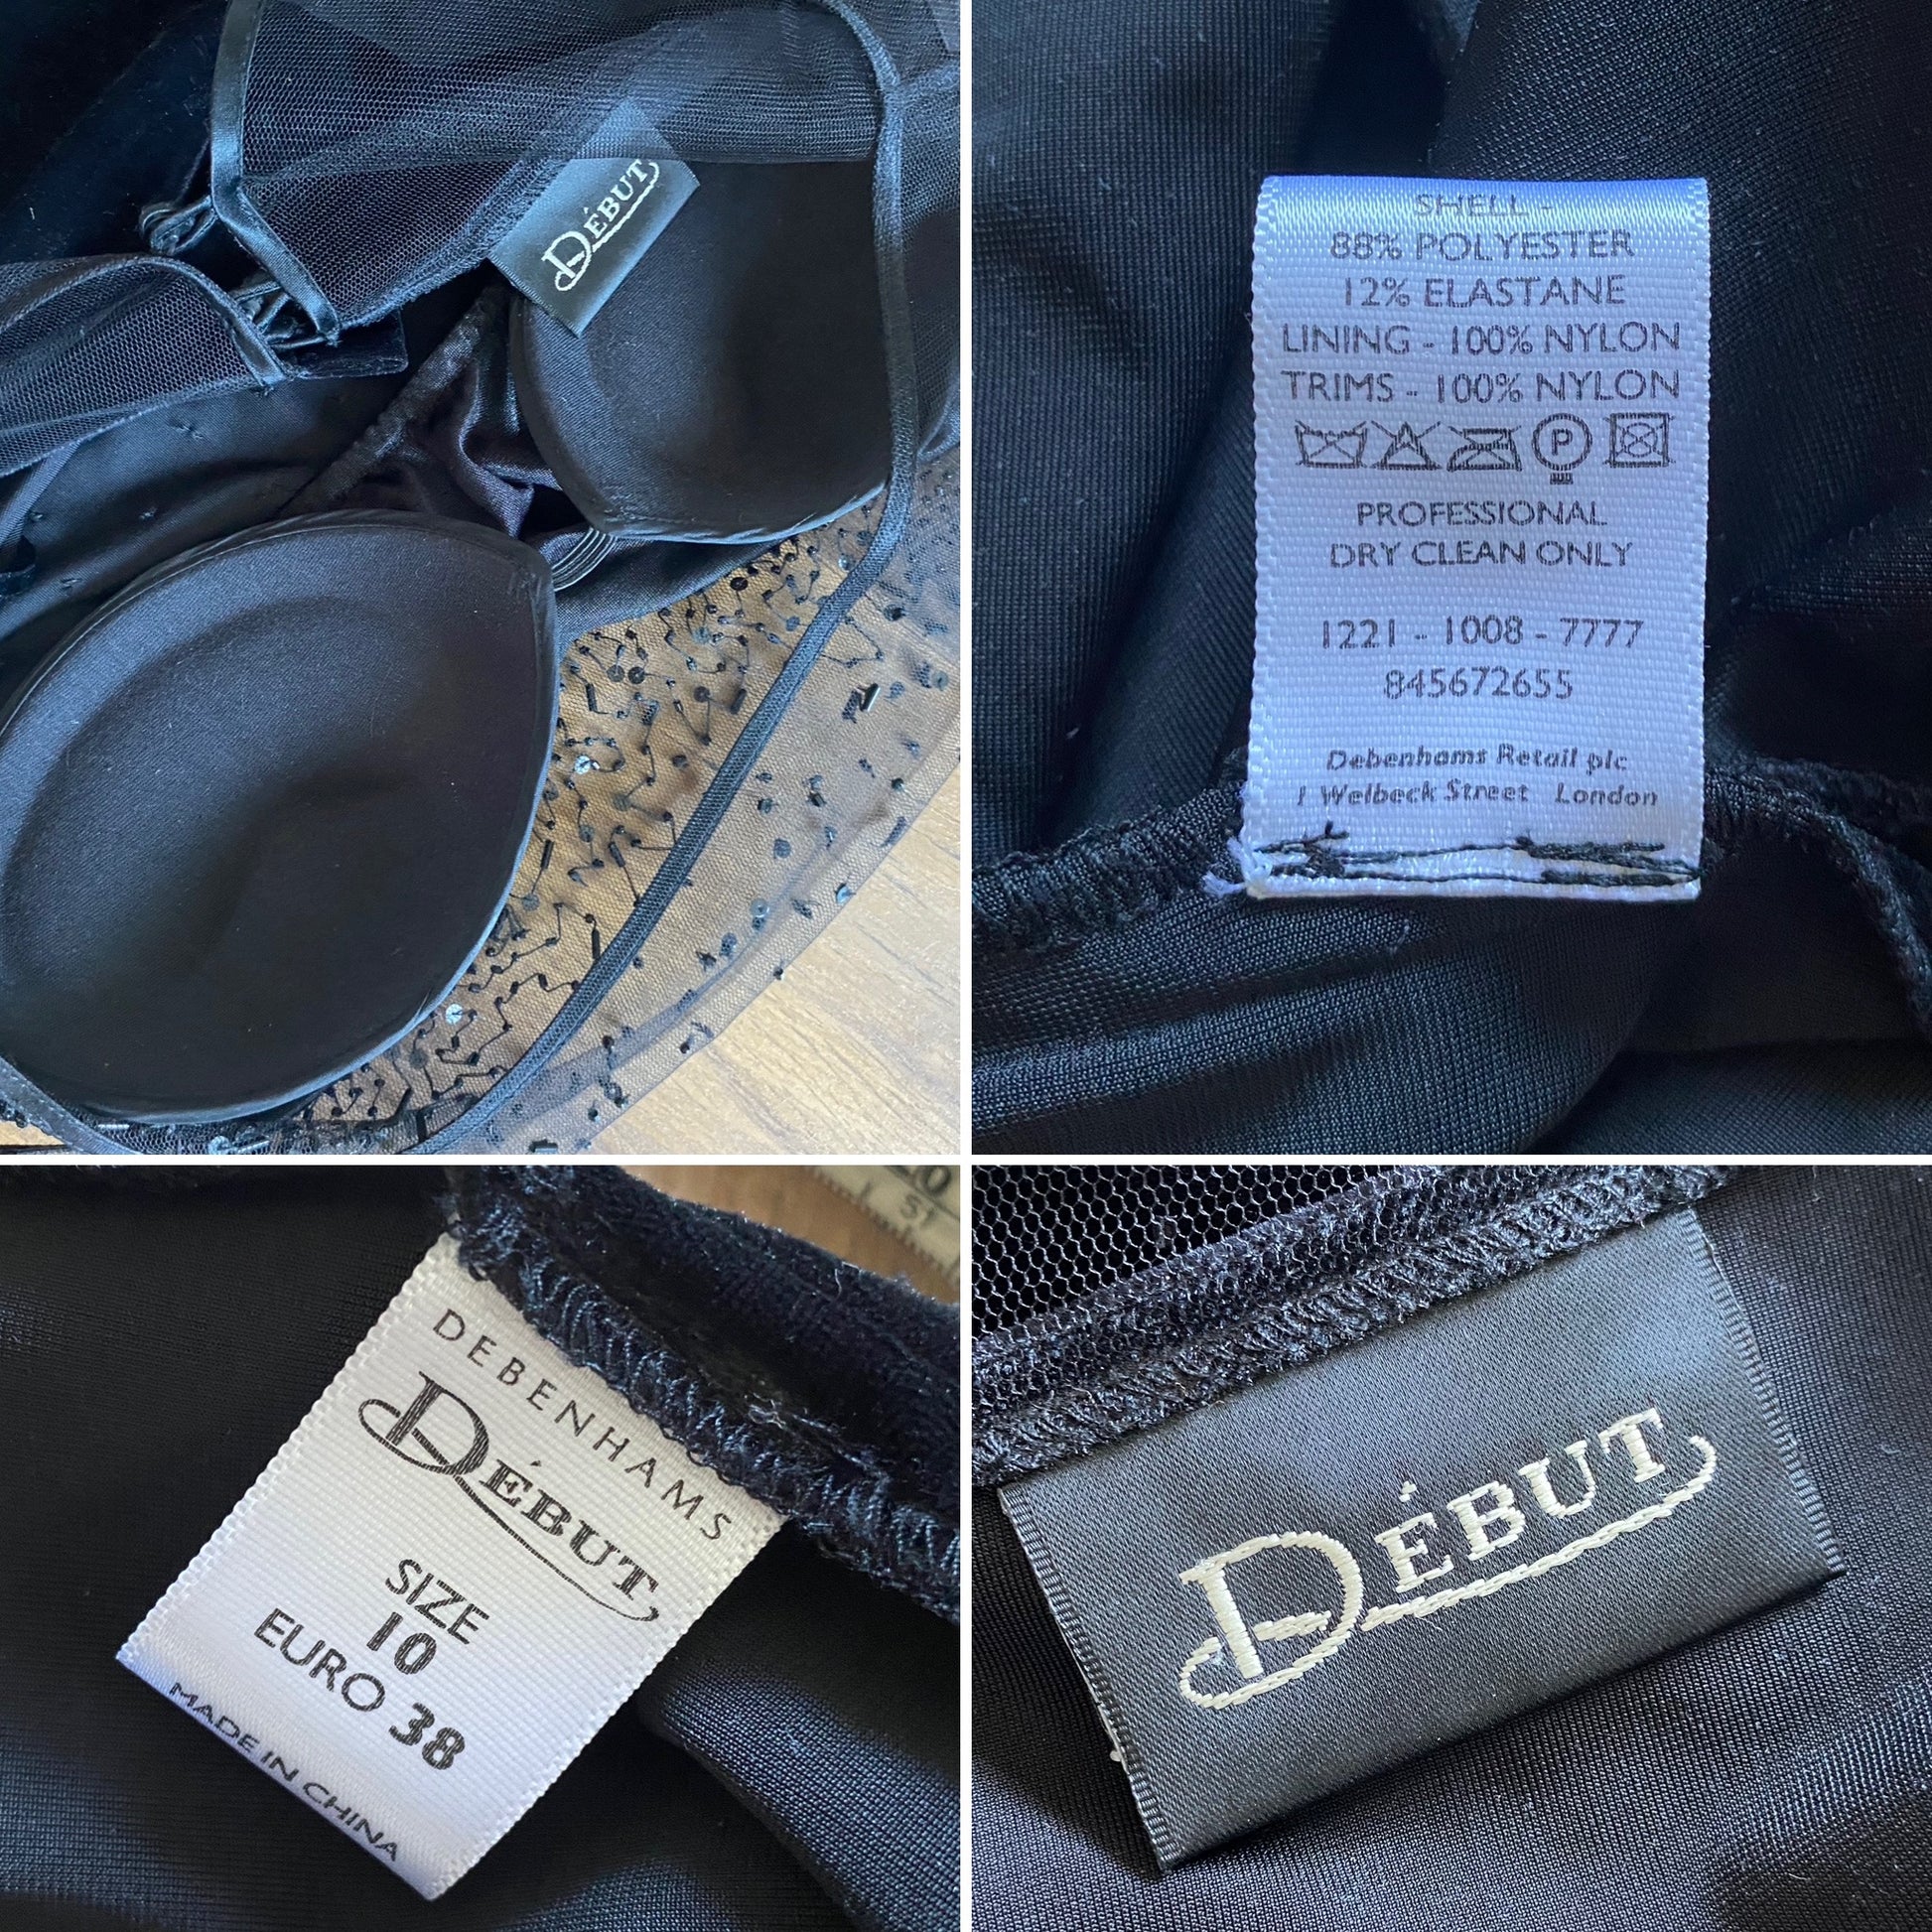 DÉBUT
SHELL -
88% POLYESTER
12% ELASTANE
LINING - 100% NYLON
TRIMS - 100% NYLON
P
PROFESSIONAL
DRY CLEAN ONLY
1221 - 1008 - 7777
845672655
Debenhams Retail plc
1 Welbeck Street London
DEBENHAMS
DÉBUT
SIZE
10
EURO 38
MADE IN CHINA
DÉBUT